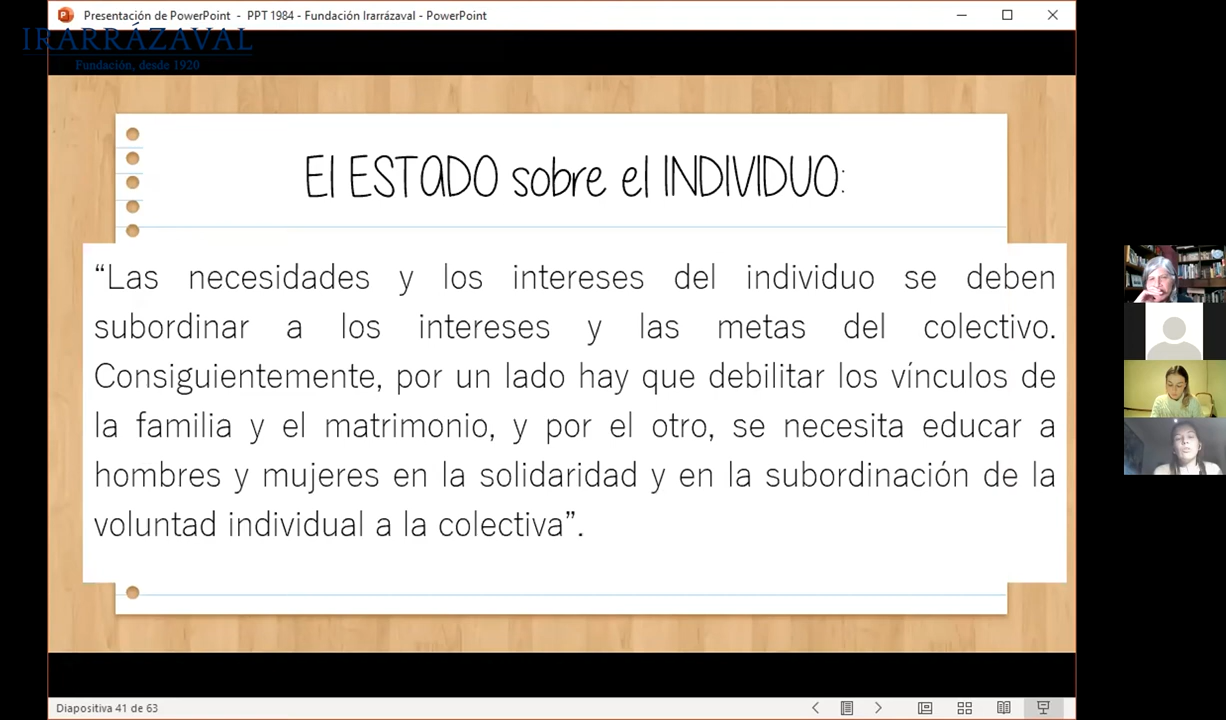 Presentación de PowerPoint - PPT 1984 - Fundación Irarrázaval - PowerPoint
IRARRÁZAVAL
Fundación, desde 1920
El ESTADO sobre el INDIVIDUO:
“Las necesidades y los intereses del individuo se deben
subordinar a los intereses y las metas del colectivo.
Consiguientemente, por un lado hay que debilitar los vínculos de
la familia y el matrimonio, y por el otro, se necesita educar a
hombres y mujeres en la solidaridad y en la subordinación de la
voluntad individual a la colectiva”.
Diapositiva 41 de 63